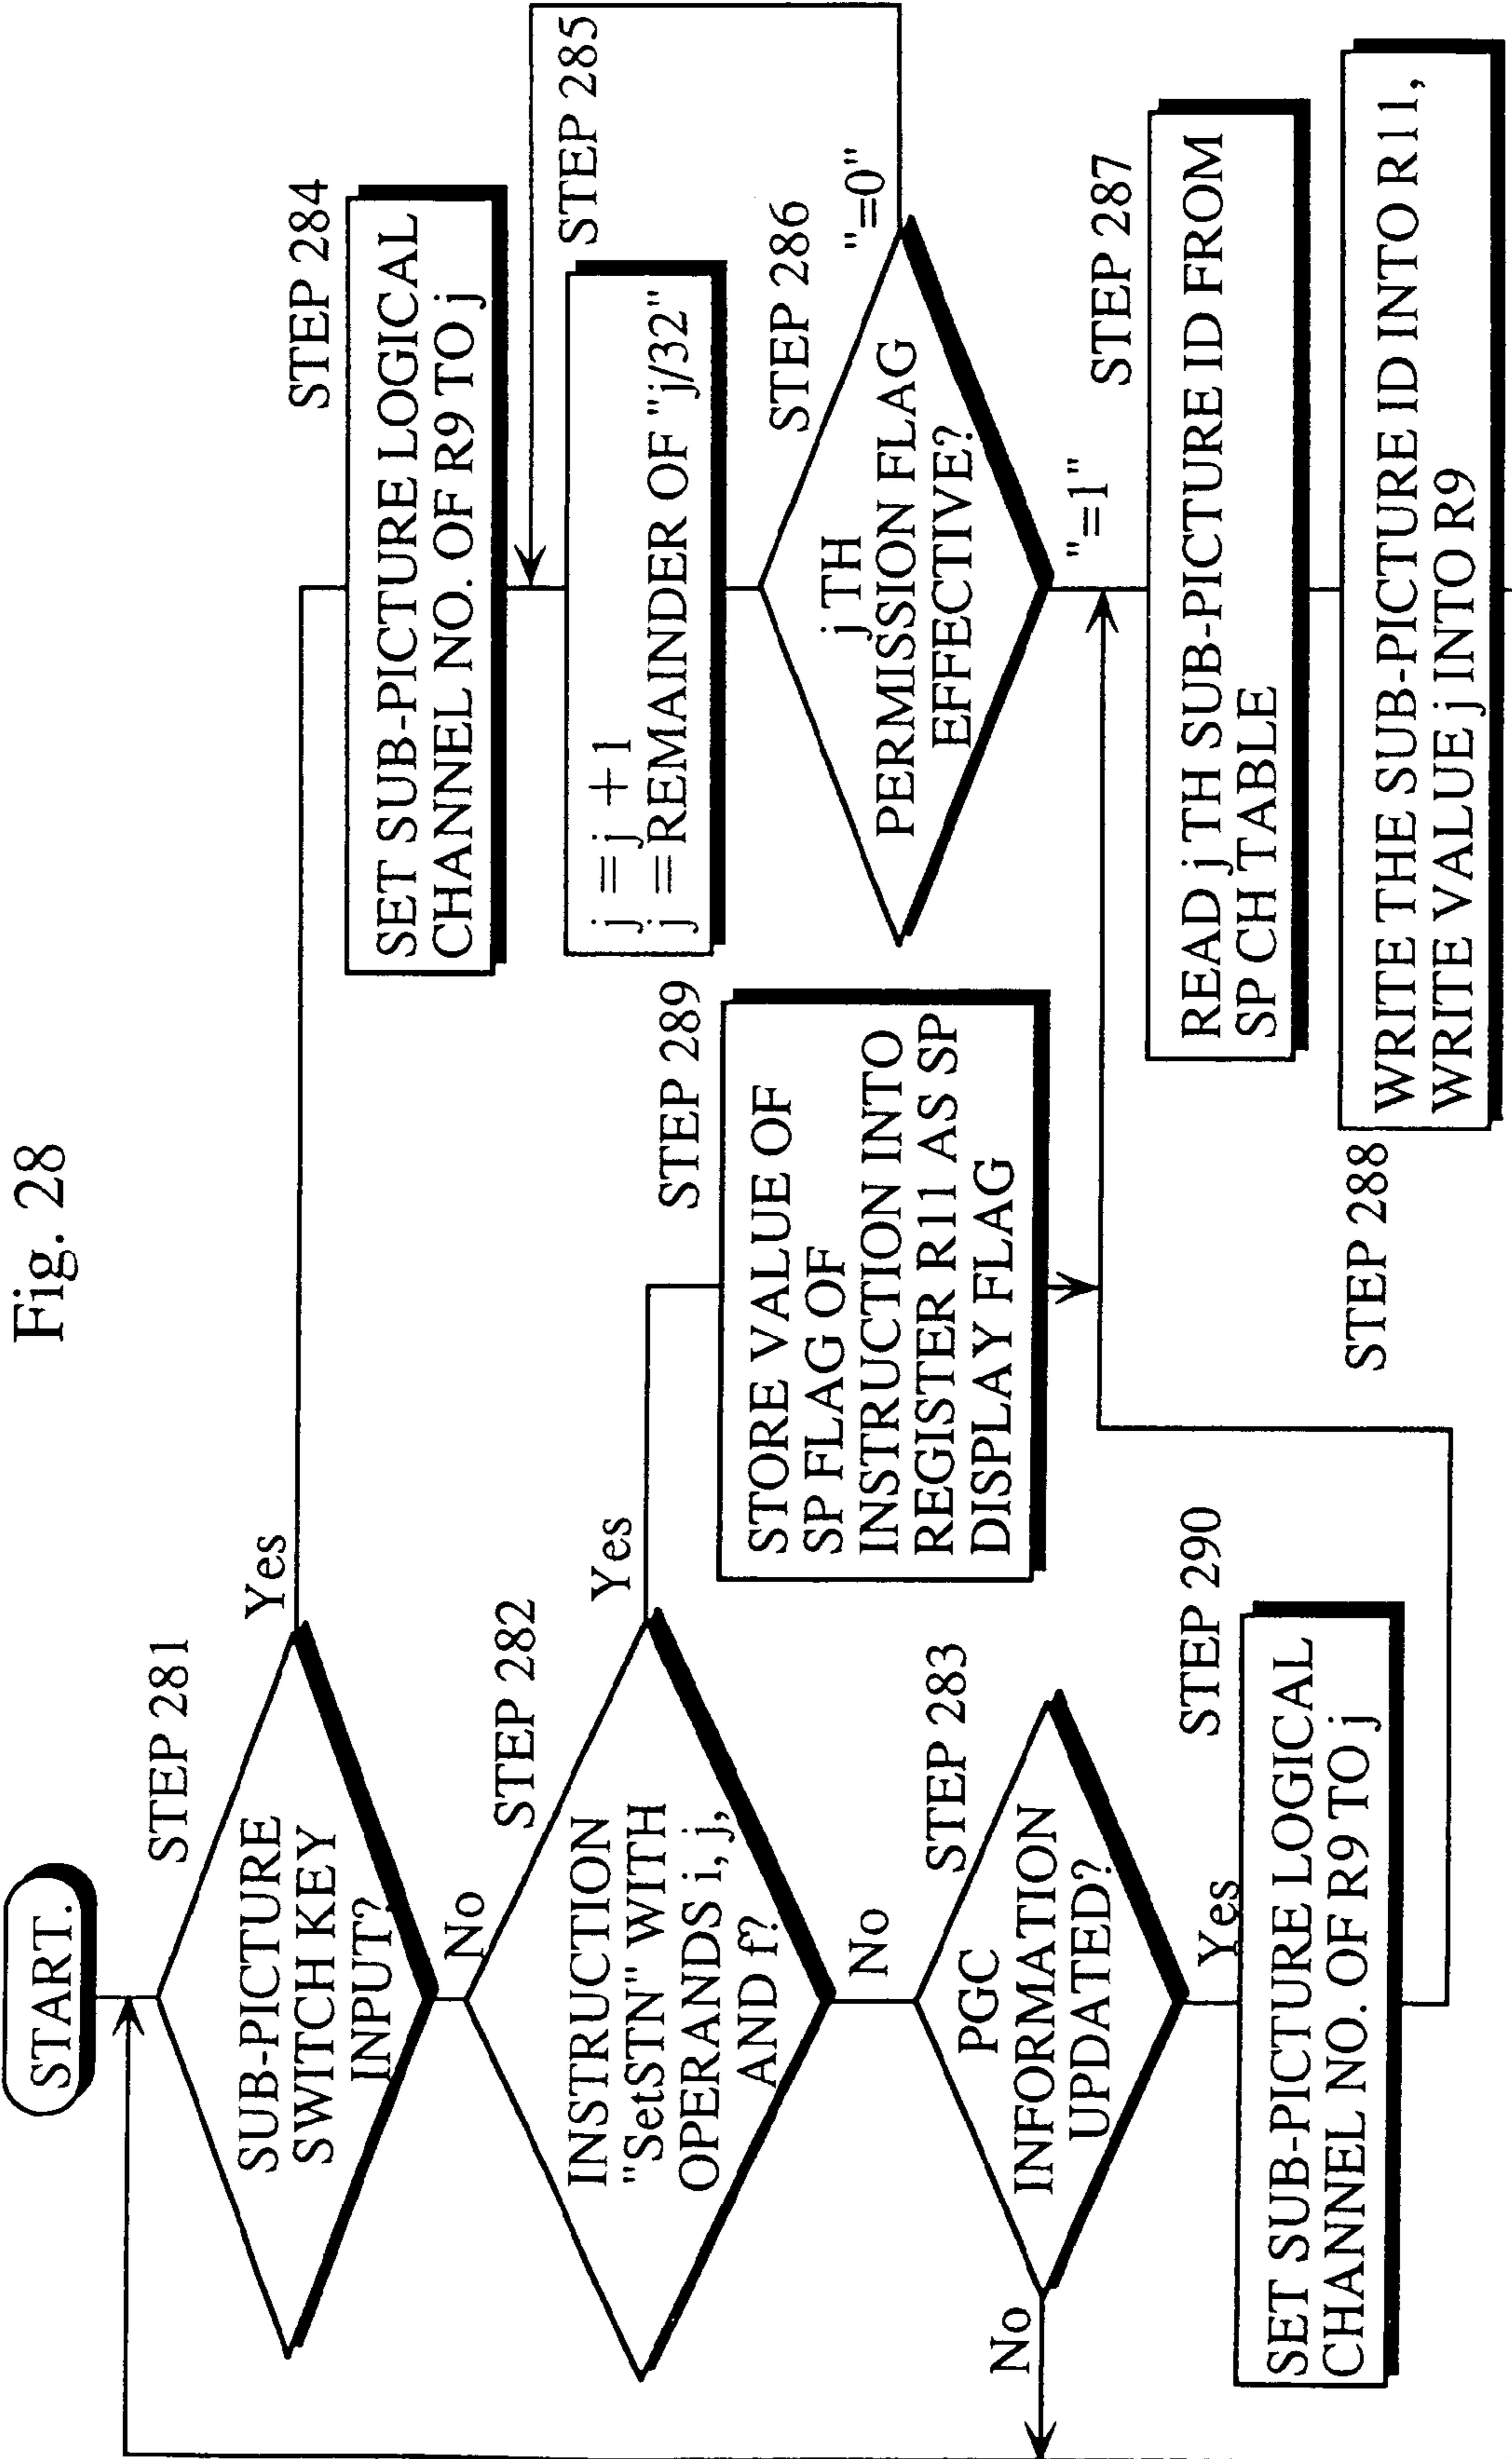 Fig. 28
START.
STEP 281
SUB-PICTURE
SWITCH KEY
INPUT?
Yes
No
STEP 282
INSTRUCTION
"SetSTN" WITH
OPERANDS i, j,
AND f?
Yes
No
STEP 283
PGC
INFORMATION
UPDATED?
No
Yes
STEP 290
SET SUB-PICTURE LOGICAL
CHANNEL NO. OF R9 TO j
STEP 289
STORE VALUE OF
SP FLAG OF
INSTRUCTION INTO
REGISTER R11 AS SP
DISPLAY FLAG
STEP 284
SET SUB-PICTURE LOGICAL
CHANNEL NO. OF R9 TO j
STEP 285
j =j +1
j =REMAINDER OF "j/32"
STEP 286
j TH
PERMISSION FLAG
EFFECTIVE?
"=0"
"=1"
STEP 287
READ j TH SUB-PICTURE ID FROM
SP CH TABLE
STEP 288
WRITE THE SUB-PICTURE ID INTO R11,
WRITE VALUE j INTO R9